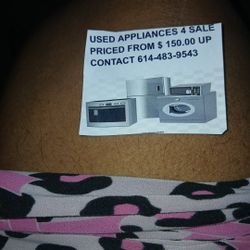 USED APPLIANCES 4 SALE
PRICED FROM $ 150.00 UP
CONTACT 614-483-9543